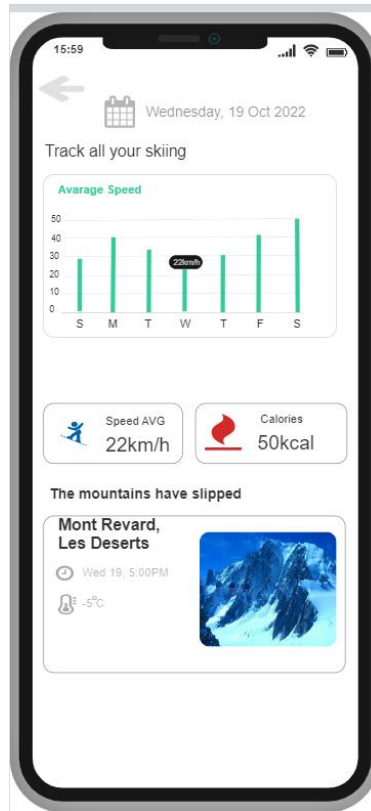 15:59
Wednesday, 19 Oct 2022
Track all your skiing
Avarage Speed
50
40
30
20
10
0
22km/h
S M T W T F S
Speed AVG
22km/h
Calories
50kcal
The mountains have slipped
Mont Revard,
Les Deserts
Wed 19, 5:00PM
-5°C